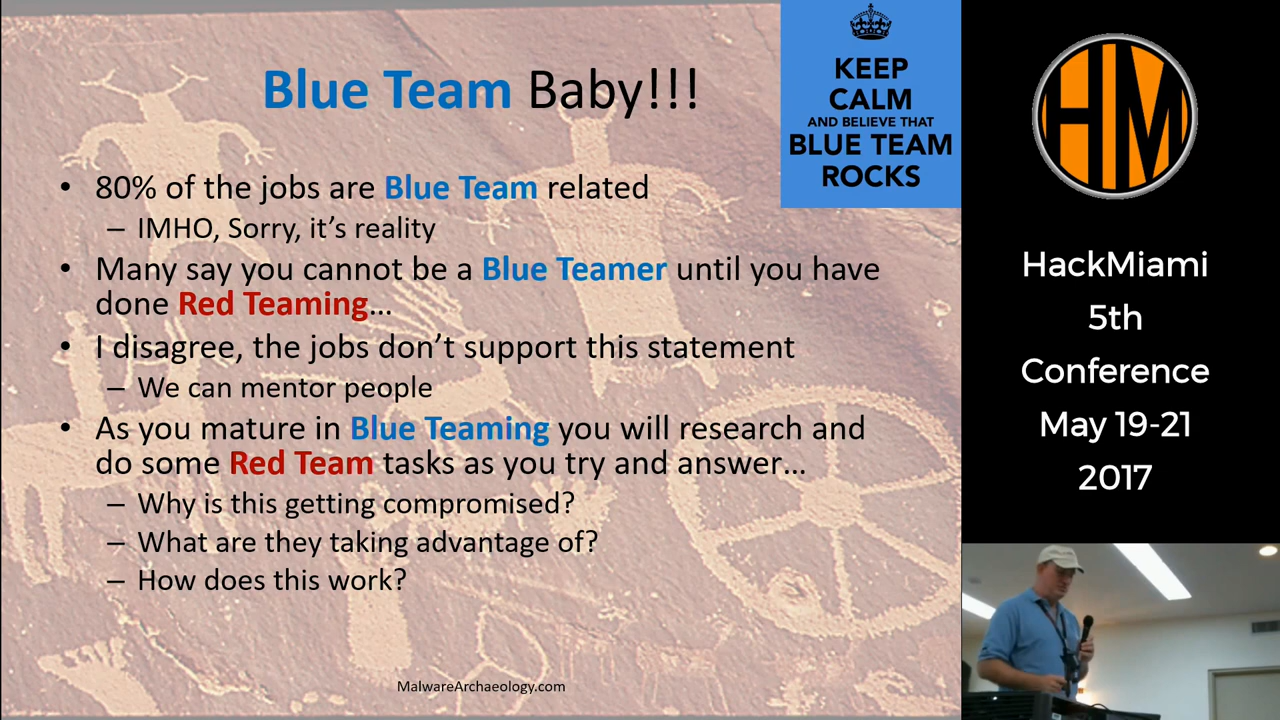 Blue Team Baby!!!
KEEP
CALM
AND BELIEVE THAT
BLUE TEAM
ROCKS
• 80% of the jobs are Blue Team related
– IMHO, Sorry, it's reality
• Many say you cannot be a Blue Teamer until you have
done Red Teaming…
• I disagree, the jobs don't support this statement
– We can mentor people
• As you mature in Blue Teaming you will research and
do some Red Team tasks as you try and answer…
– Why is this getting compromised?
– What are they taking advantage of?
– How does this work?
MalwareArchaeology.com
HM
HackMiami
5th
Conference
May 19-21
2017